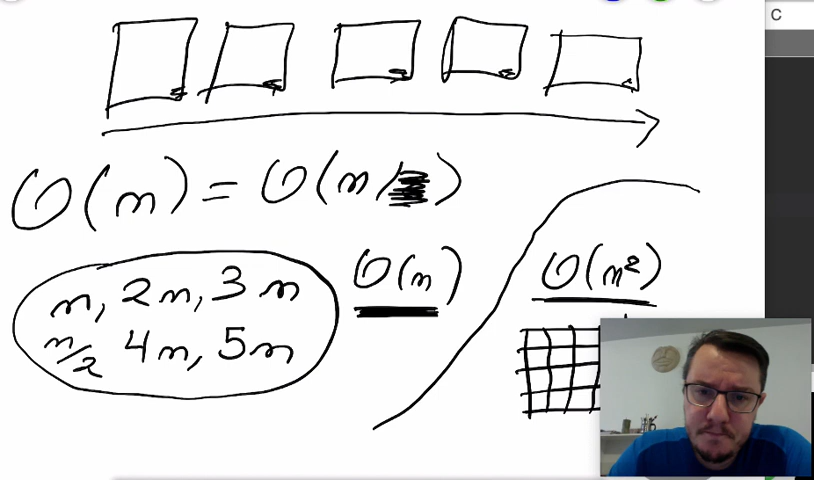 C
O(n) = O(n/
n, 2n, 3n
n/2 4n, 5n
O(n)
O(n²)